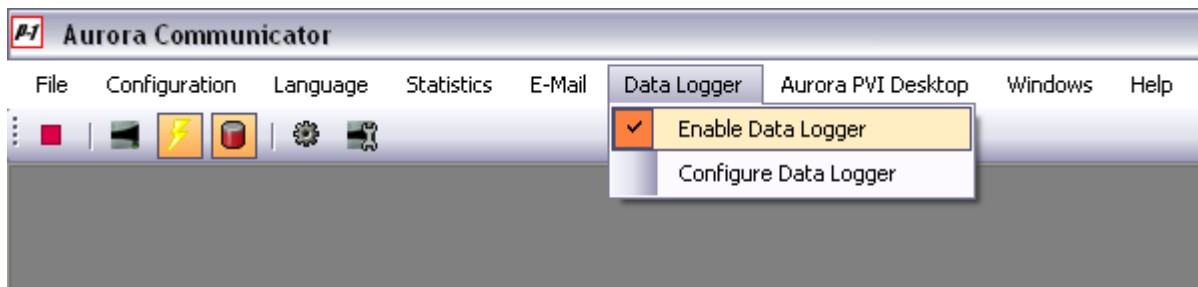 P-1 Aurora Communicator
File Configuration Language Statistics E-Mail Data Logger Aurora PVI Desktop Windows Help
Enable Data Logger
Configure Data Logger